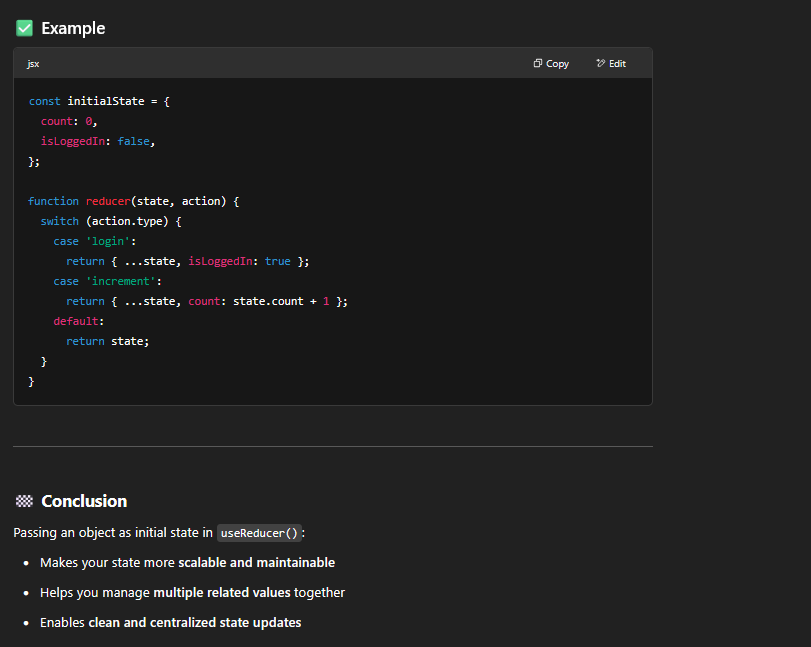 ✅ Example
jsx
Copy
Edit
const initialState = {
  count: 0,
  isLoggedIn: false,
};

function reducer(state, action) {
  switch (action.type) {
    case 'login':
      return { ...state, isLoggedIn: true };
    case 'increment':
      return { ...state, count: state.count + 1 };
    default:
      return state;
  }
}
🏁 Conclusion
Passing an object as initial state in useReducer():
• Makes your state more scalable and maintainable
• Helps you manage multiple related values together
• Enables clean and centralized state updates